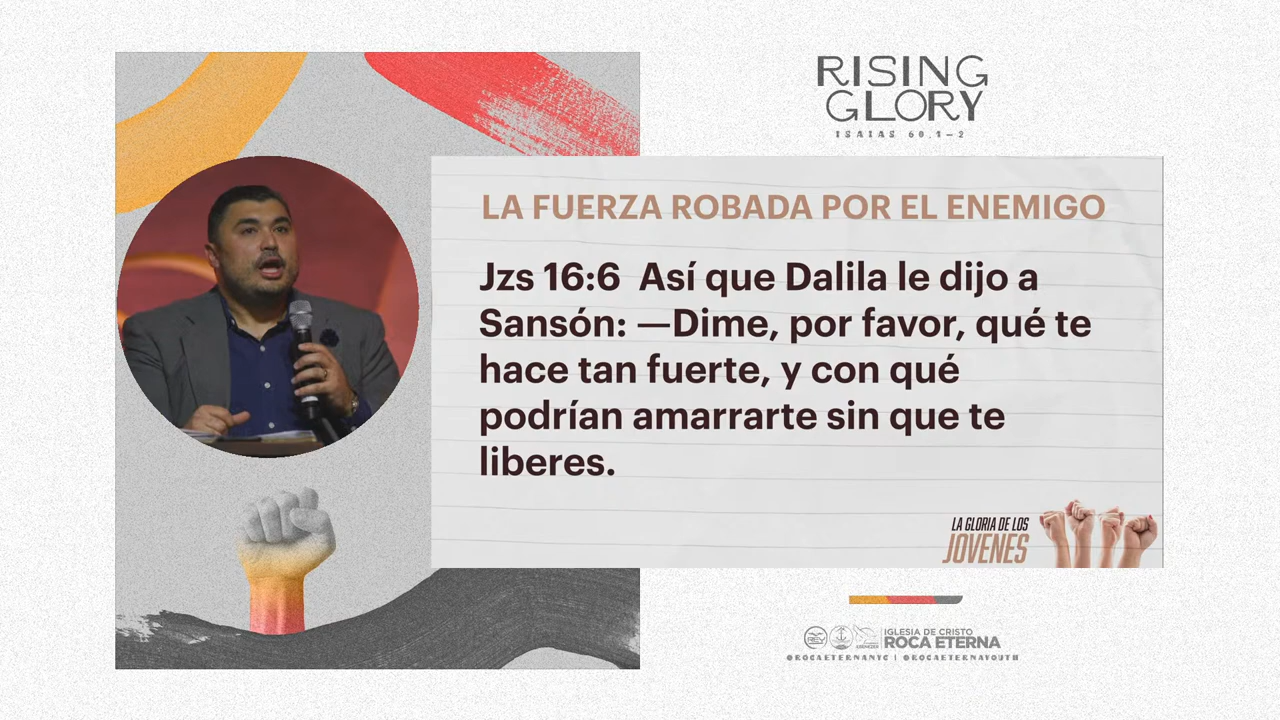 RISING
GLORY
ISAIAS 60.1-2
LA FUERZA ROBADA POR EL ENEMIGO
Jzs 16:6 Así que Dalila le dijo a
Sansón: —Dime, por favor, qué te
hace tan fuerte, y con qué
podrían amarrarte sin que te
liberes.
LA GLORIA DE LOS
JOVENES
REY
EBENEZER
IGLESIA DE CRISTO
ROCA ETERNA
@ROCAETERNANYC | @ROCAETERNAYOUTH